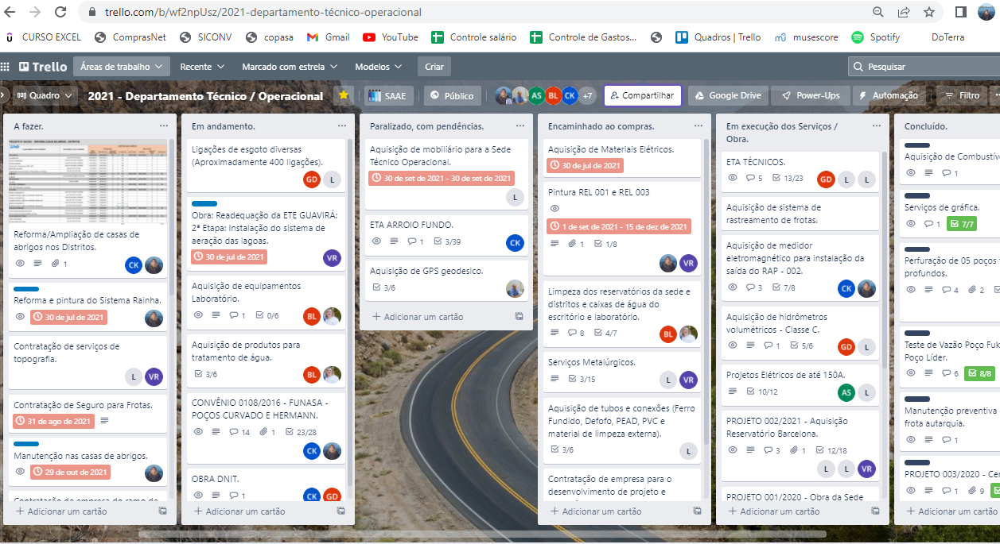 trello.com/b/wf2npUsz/2021-departamento-técnico-operacional
CURSO EXCEL ComprasNet SICONV copasa Gmail YouTube Controle salário Controle de Gastos... Quadros | Trello musescore Spotify DoTerra
Trello Áreas de trabalho Recente Marcado com estrela Modelos Criar Pesquisar
Quadro 2021 - Departamento Técnico / Operacional SAAE Público AS BL CK +7 Compartilhar Google Drive Power-Ups Automação Filtro
A fazer.
Reforma/Ampliação de casas de
abrigos nos Distritos.
1 CK
Reforma e pintura do Sistema Rainha.
30 de jul de 2021
Contratação de serviços de
topografia.
L VR
Contratação de Seguro para Frotas.
31 de ago de 2021
Manutenção nas casas de abrigos.
29 de out de 2021
Contratação de empresa do ramo de
+ Adicionar um cartão
Em andamento.
Ligações de esgoto diversas
(Aproximadamente 400 ligações).
GD L
Obra: Readequação da ETE GUAVIRÁ:
2ª Etapa: Instalação do sistema de
aeração das lagoas.
30 de jul de 2021 VR
Aquisição de equipamentos
Laboratório.
1 0/6 BL
Aquisição de produtos para
tratamento de água.
3/6 BL
CONVÊNIO 0108/2016 - FUNASA -
POÇOS CURVADO E HERMANN.
14 1 23/28
CK
OBRA DNIT.
1 CK GD
+ Adicionar um cartão
Paralizado, com pendências.
Aquisição de mobiliário para a Sede
Técnico Operacional.
30 de set de 2021 - 30 de set de 2021
L
ETA ARROIO FUNDO.
1 3/39 CK
Aquisição de GPS geodesico.
3/6
+ Adicionar um cartão
Encaminhado ao compras.
Aquisição de Materiais Elétricos.
30 de jul de 2021
Pintura REL 001 e REL 003
1 de set de 2021 - 15 de dez de 2021
1 1/8
VR
Limpeza dos reservatórios da sede e
distritos e caixas de água do
escritório e laboratório.
8 4/7 BL
Serviços Metalúrgicos.
3/15 L VR
Aquisição de tubos e conexões (Ferro
Fundido, Defofo, PEAD, PVC e
material de limpeza externa).
3/6 L
Contratação de empresa para o
desenvolvimento de projeto e
+ Adicionar um cartão
Em execução dos Serviços /
Obra.
ETA TÉCNICOS.
5 13/23 GD L L
Aquisição de sistema de
rastreamento de frotas.
Aquisição de medidor
eletromagnético para instalação da
saída do RAP - 002.
3 7/8 CK
Aquisição de hidrômetros
volumétricos - Classe C.
1 5/6 GD L
Projetos Elétricos de até 150A.
10/12 AS L
PROJETO 002/2021 - Aquisição
Reservatório Barcelona.
3 1 12/18
L L VR
PROJETO 001/2020 - Obra da Sede
+ Adicionar um cartão
Concluído.
Aquisição de Combustíve
1
Serviços de gráfica.
1 7/7
Perfuração de 05 poços
profundos.
4 2
Teste de Vazão Poço Fuk
Poço Líder.
6 8/8
Manutenção preventiva
frota autarquia.
1
PROJETO 003/2020 - Cer
1 9
+ Adicionar um cartão